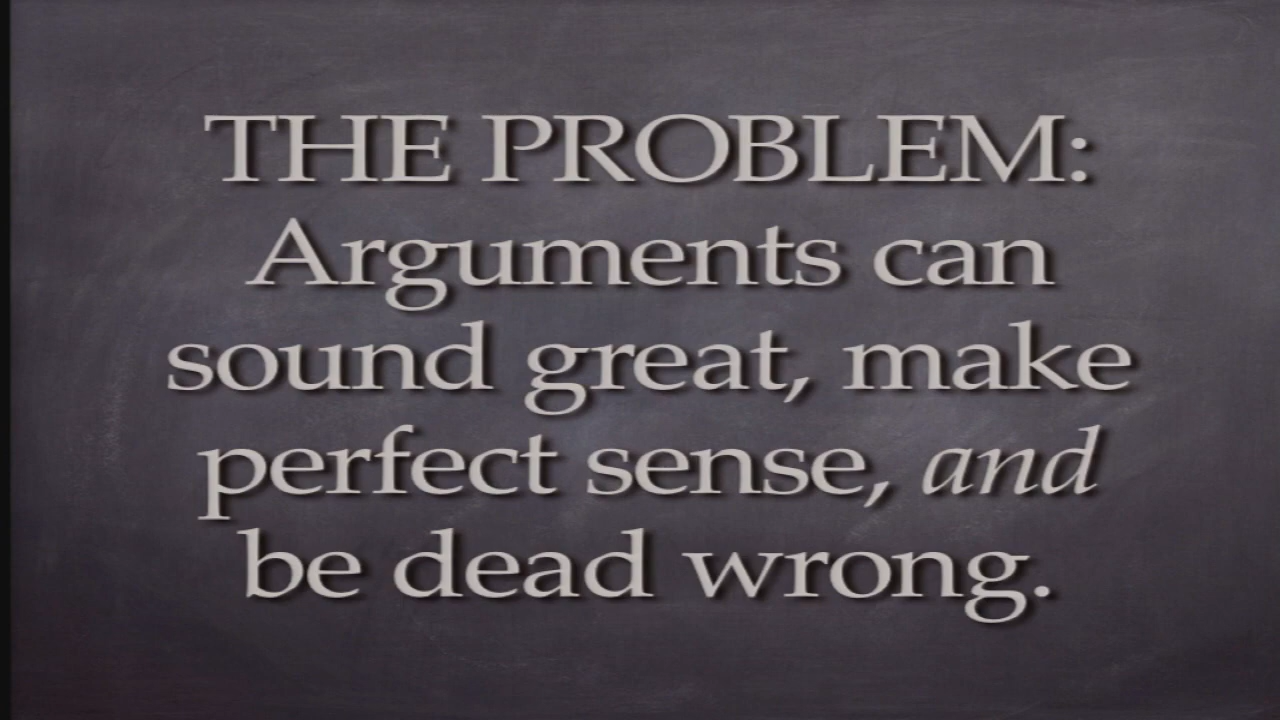 THE PROBLEM:
Arguments can
sound great, make
perfect sense, and
be dead wrong.